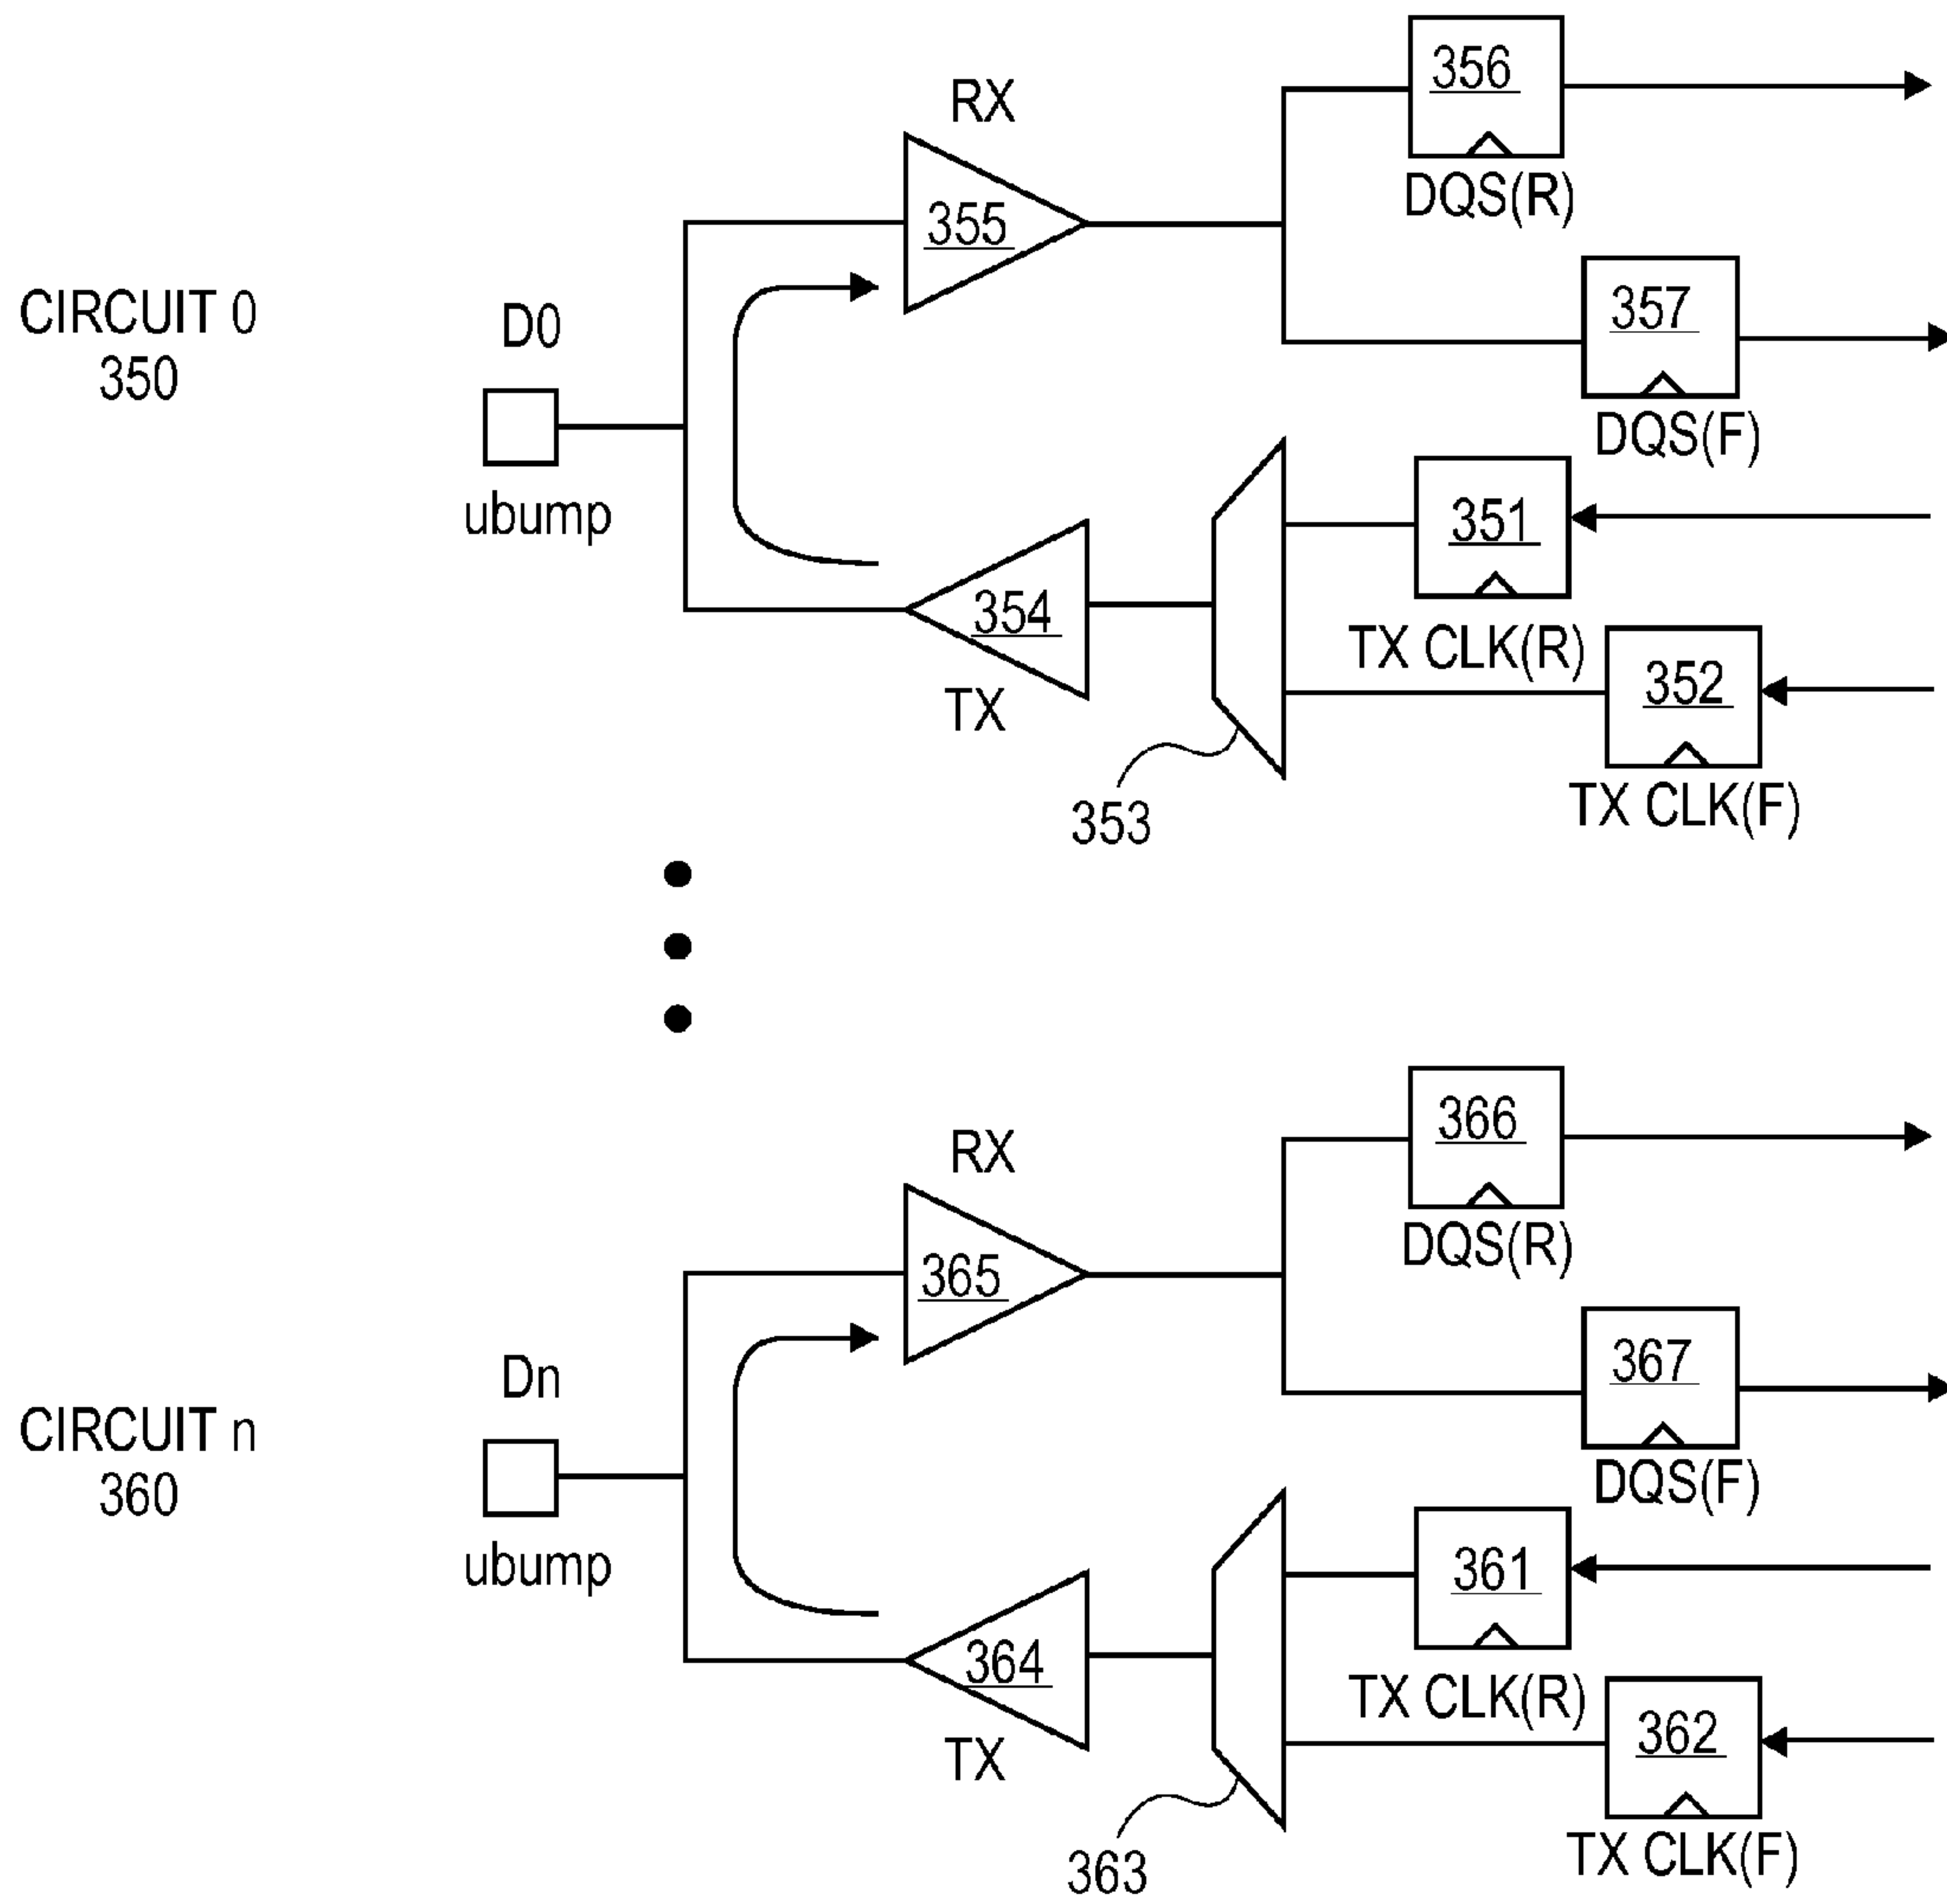 356
RX
DQS(R)
355
CIRCUIT 0
350
D0
357
DQS(F)
ubump
351
354
TX CLK(R)
352
TX
353
TX CLK(F)
366
RX
DQS(R)
365
CIRCUIT n
360
Dn
367
DQS(F)
ubump
361
364
TX CLK(R)
362
TX
363
TX CLK(F)